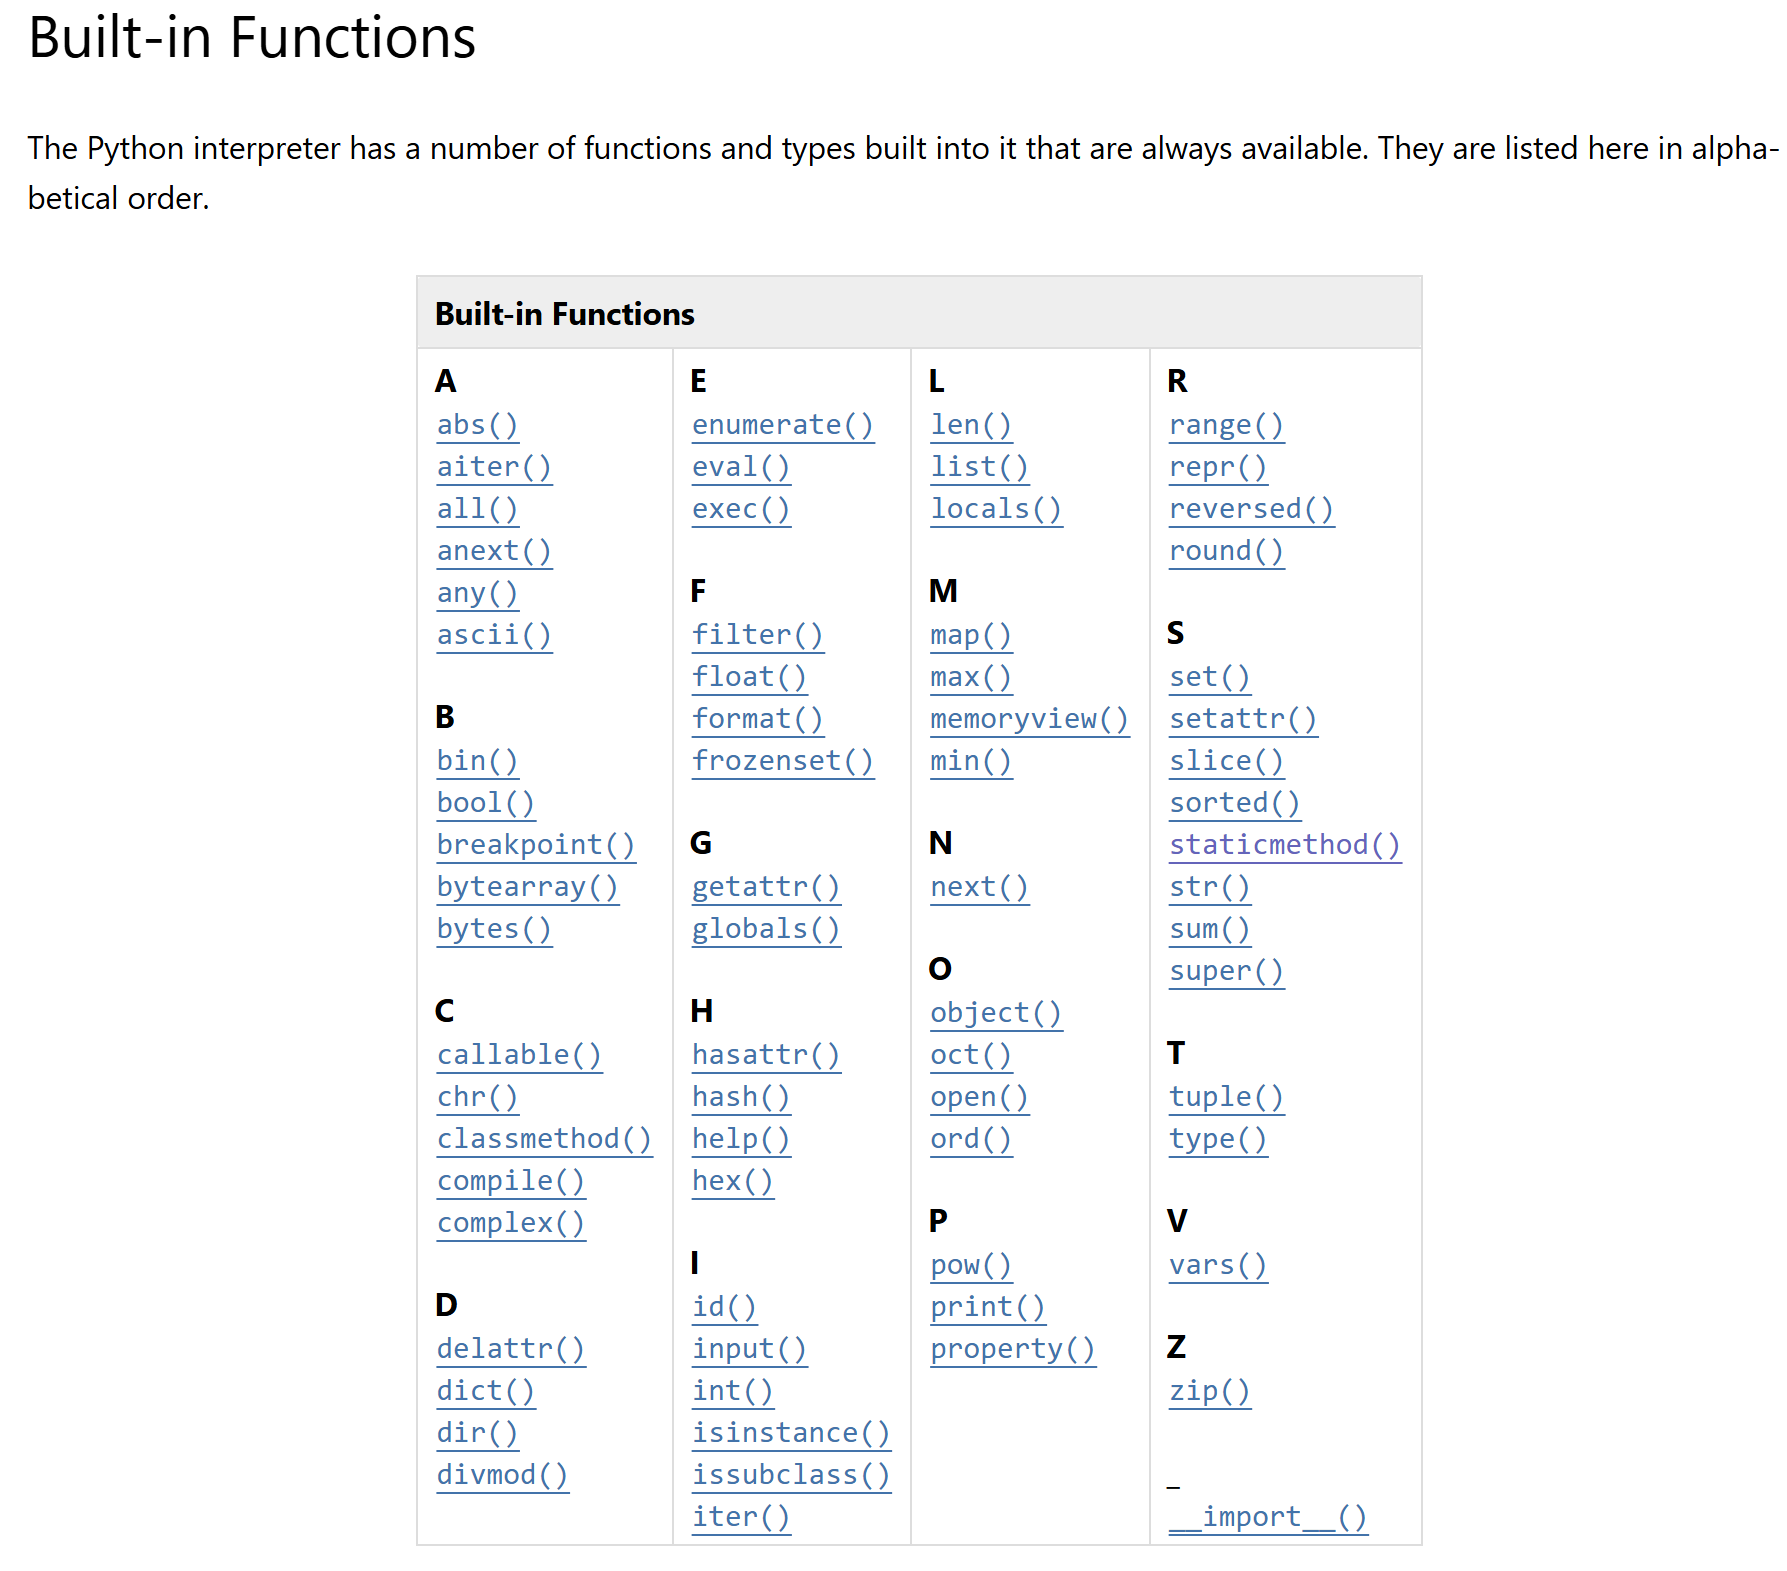 Built-in Functions
The Python interpreter has a number of functions and types built into it that are always available. They are listed here in alpha-
betical order.
Built-in Functions
A
abs()
aiter()
all()
anext()
any()
ascii()
B
bin()
bool()
breakpoint()
bytearray()
bytes()
C
callable()
chr()
classmethod()
compile()
complex()
D
delattr()
dict()
dir()
divmod()
E
enumerate()
eval()
exec()
F
filter()
float()
format()
frozenset()
G
getattr()
globals()
H
hasattr()
hash()
help()
hex()
I
id()
input()
int()
isinstance()
issubclass()
iter()
L
len()
list()
locals()
M
map()
max()
memoryview()
min()
N
next()
O
object()
oct()
open()
ord()
P
pow()
print()
property()
R
range()
repr()
reversed()
round()
S
set()
setattr()
slice()
sorted()
staticmethod()
str()
sum()
super()
T
tuple()
type()
V
vars()
Z
zip()
_
__import__()